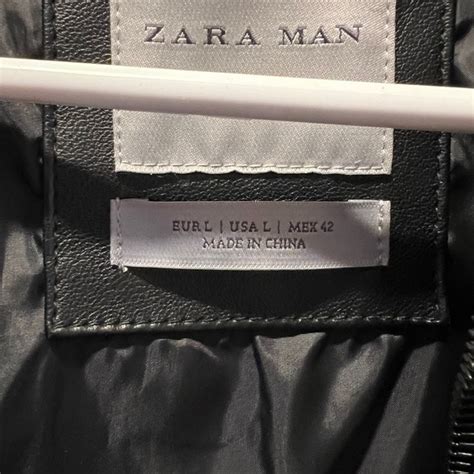 ZARA MAN
EUR L | USA L | MEX 42
MADE IN CHINA